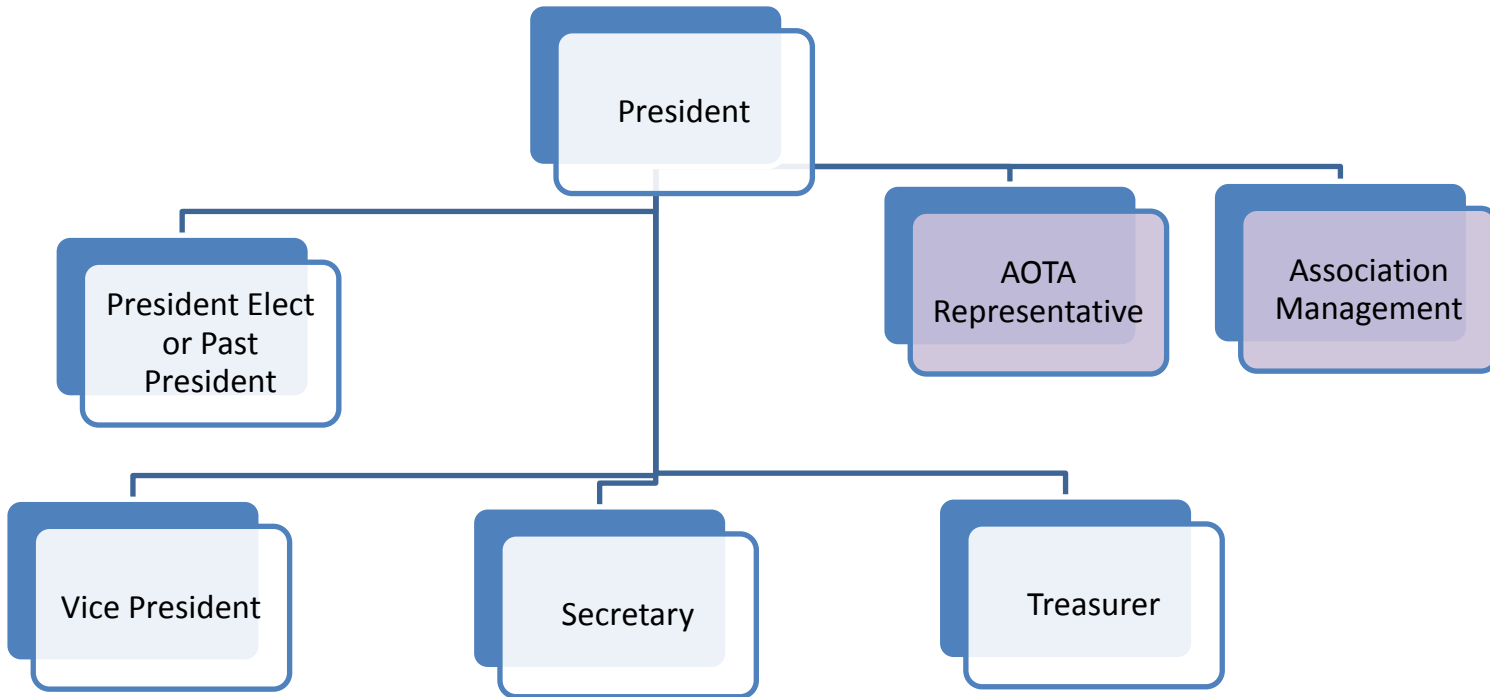 President
President Elect
or Past
President
AOTA
Representative
Association
Management
Vice President
Secretary
Treasurer